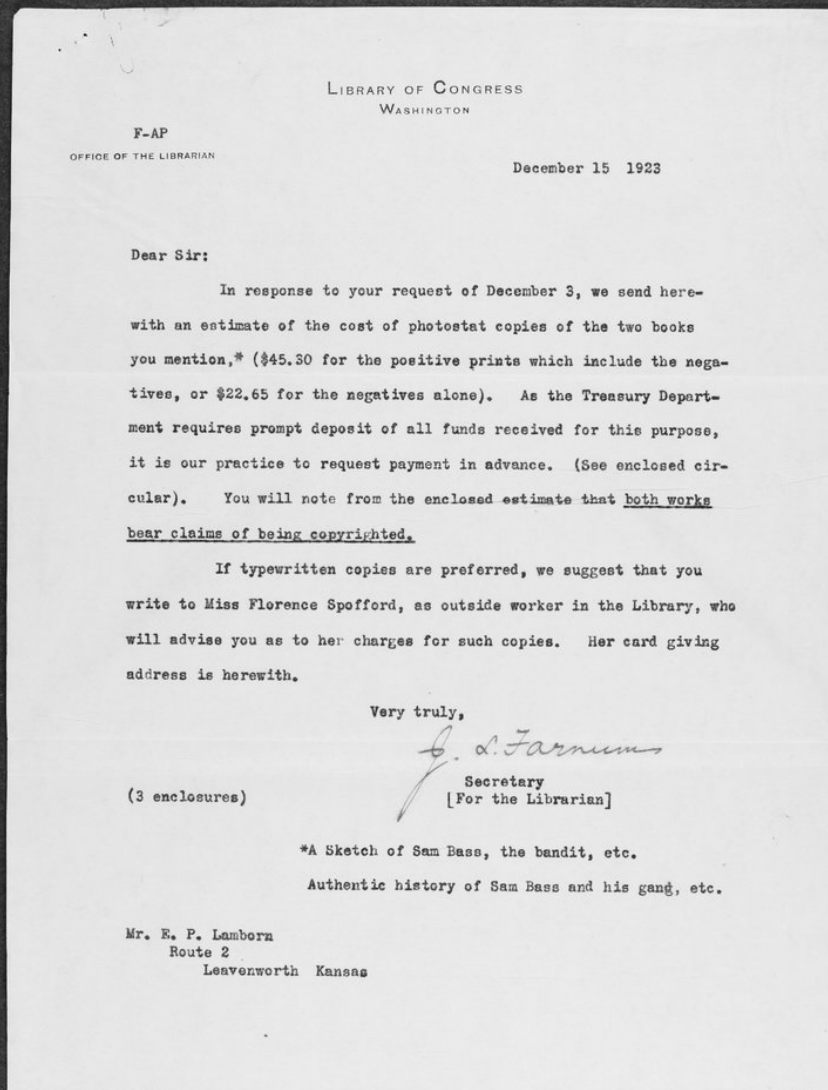 LIBRARY OF CONGRESS
WASHINGTON
F-AP
OFFICE OF THE LIBRARIAN
December 15 1923
Dear Sir:
In response to your request of December 3, we send here-
with an estimate of the cost of photostat copies of the two books
you mention,* ($45.30 for the positive prints which include the nega-
tives, or $22.65 for the negatives alone). As the Treasury Depart-
ment requires prompt deposit of all funds received for this purpose,
it is our practice to request payment in advance. (See enclosed cir-
cular). You will note from the enclosed estimate that both works
bear claims of being copyrighted.
If typewritten copies are preferred, we suggest that you
write to Miss Florence Spofford, as outside worker in the Library, who
will advise you as to her charges for such copies. Her card giving
address is herewith.
Very truly,
J. L. Farnum
Secretary
(3 enclosures) [For the Librarian]
*A Sketch of Sam Bass, the bandit, etc.
Authentic history of Sam Bass and his gang, etc.
Mr. E. P. Lamborn
Route 2
Leavenworth Kansas